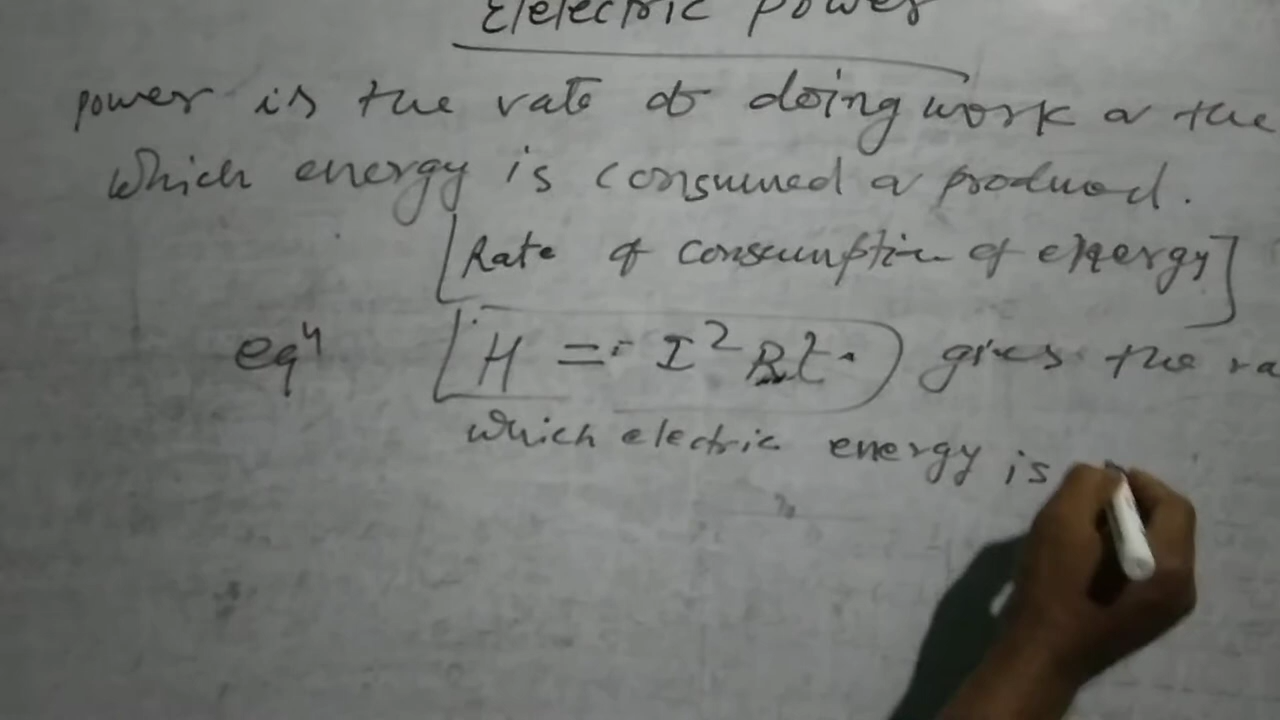 Elelectric power
power is the rate of doing work or the
which energy is consumed or produced.
[Rate of consumption of energy]
eqn [H = I²Rt.) gives the ra
which electric energy is